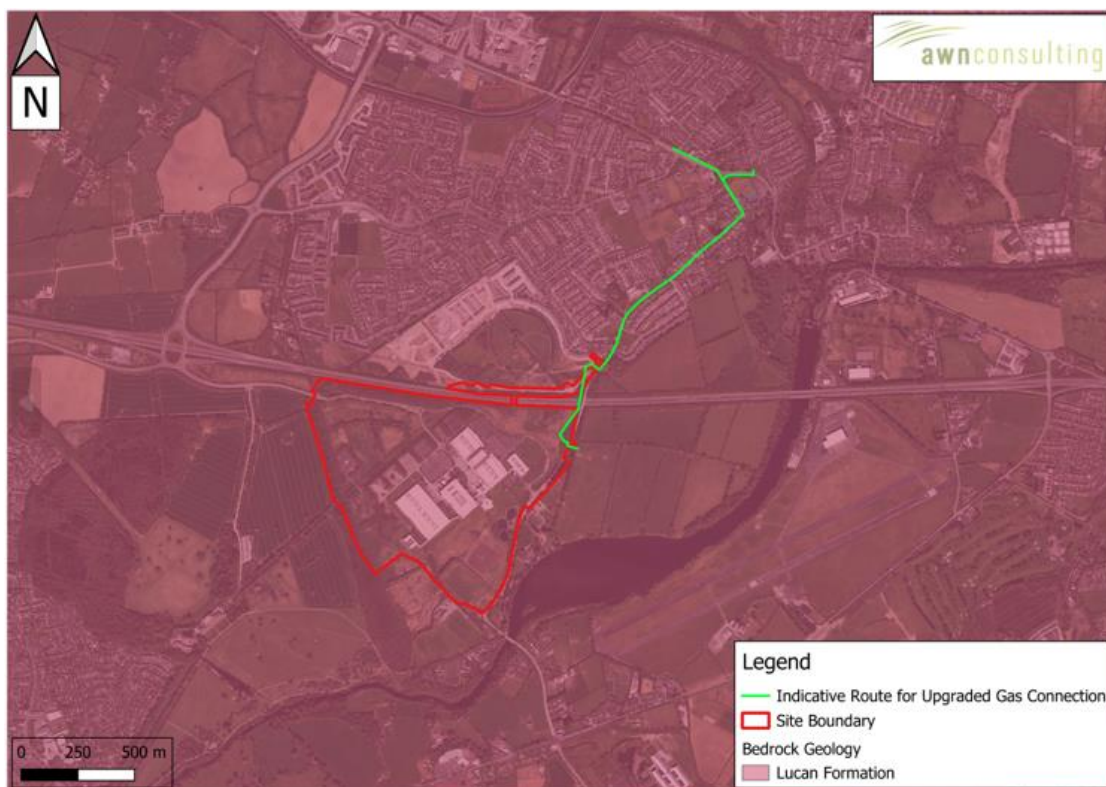 awnconsulting
N
Legend
Indicative Route for Upgraded Gas Connection
Site Boundary
Bedrock Geology
Lucan Formation
0 250 500 m